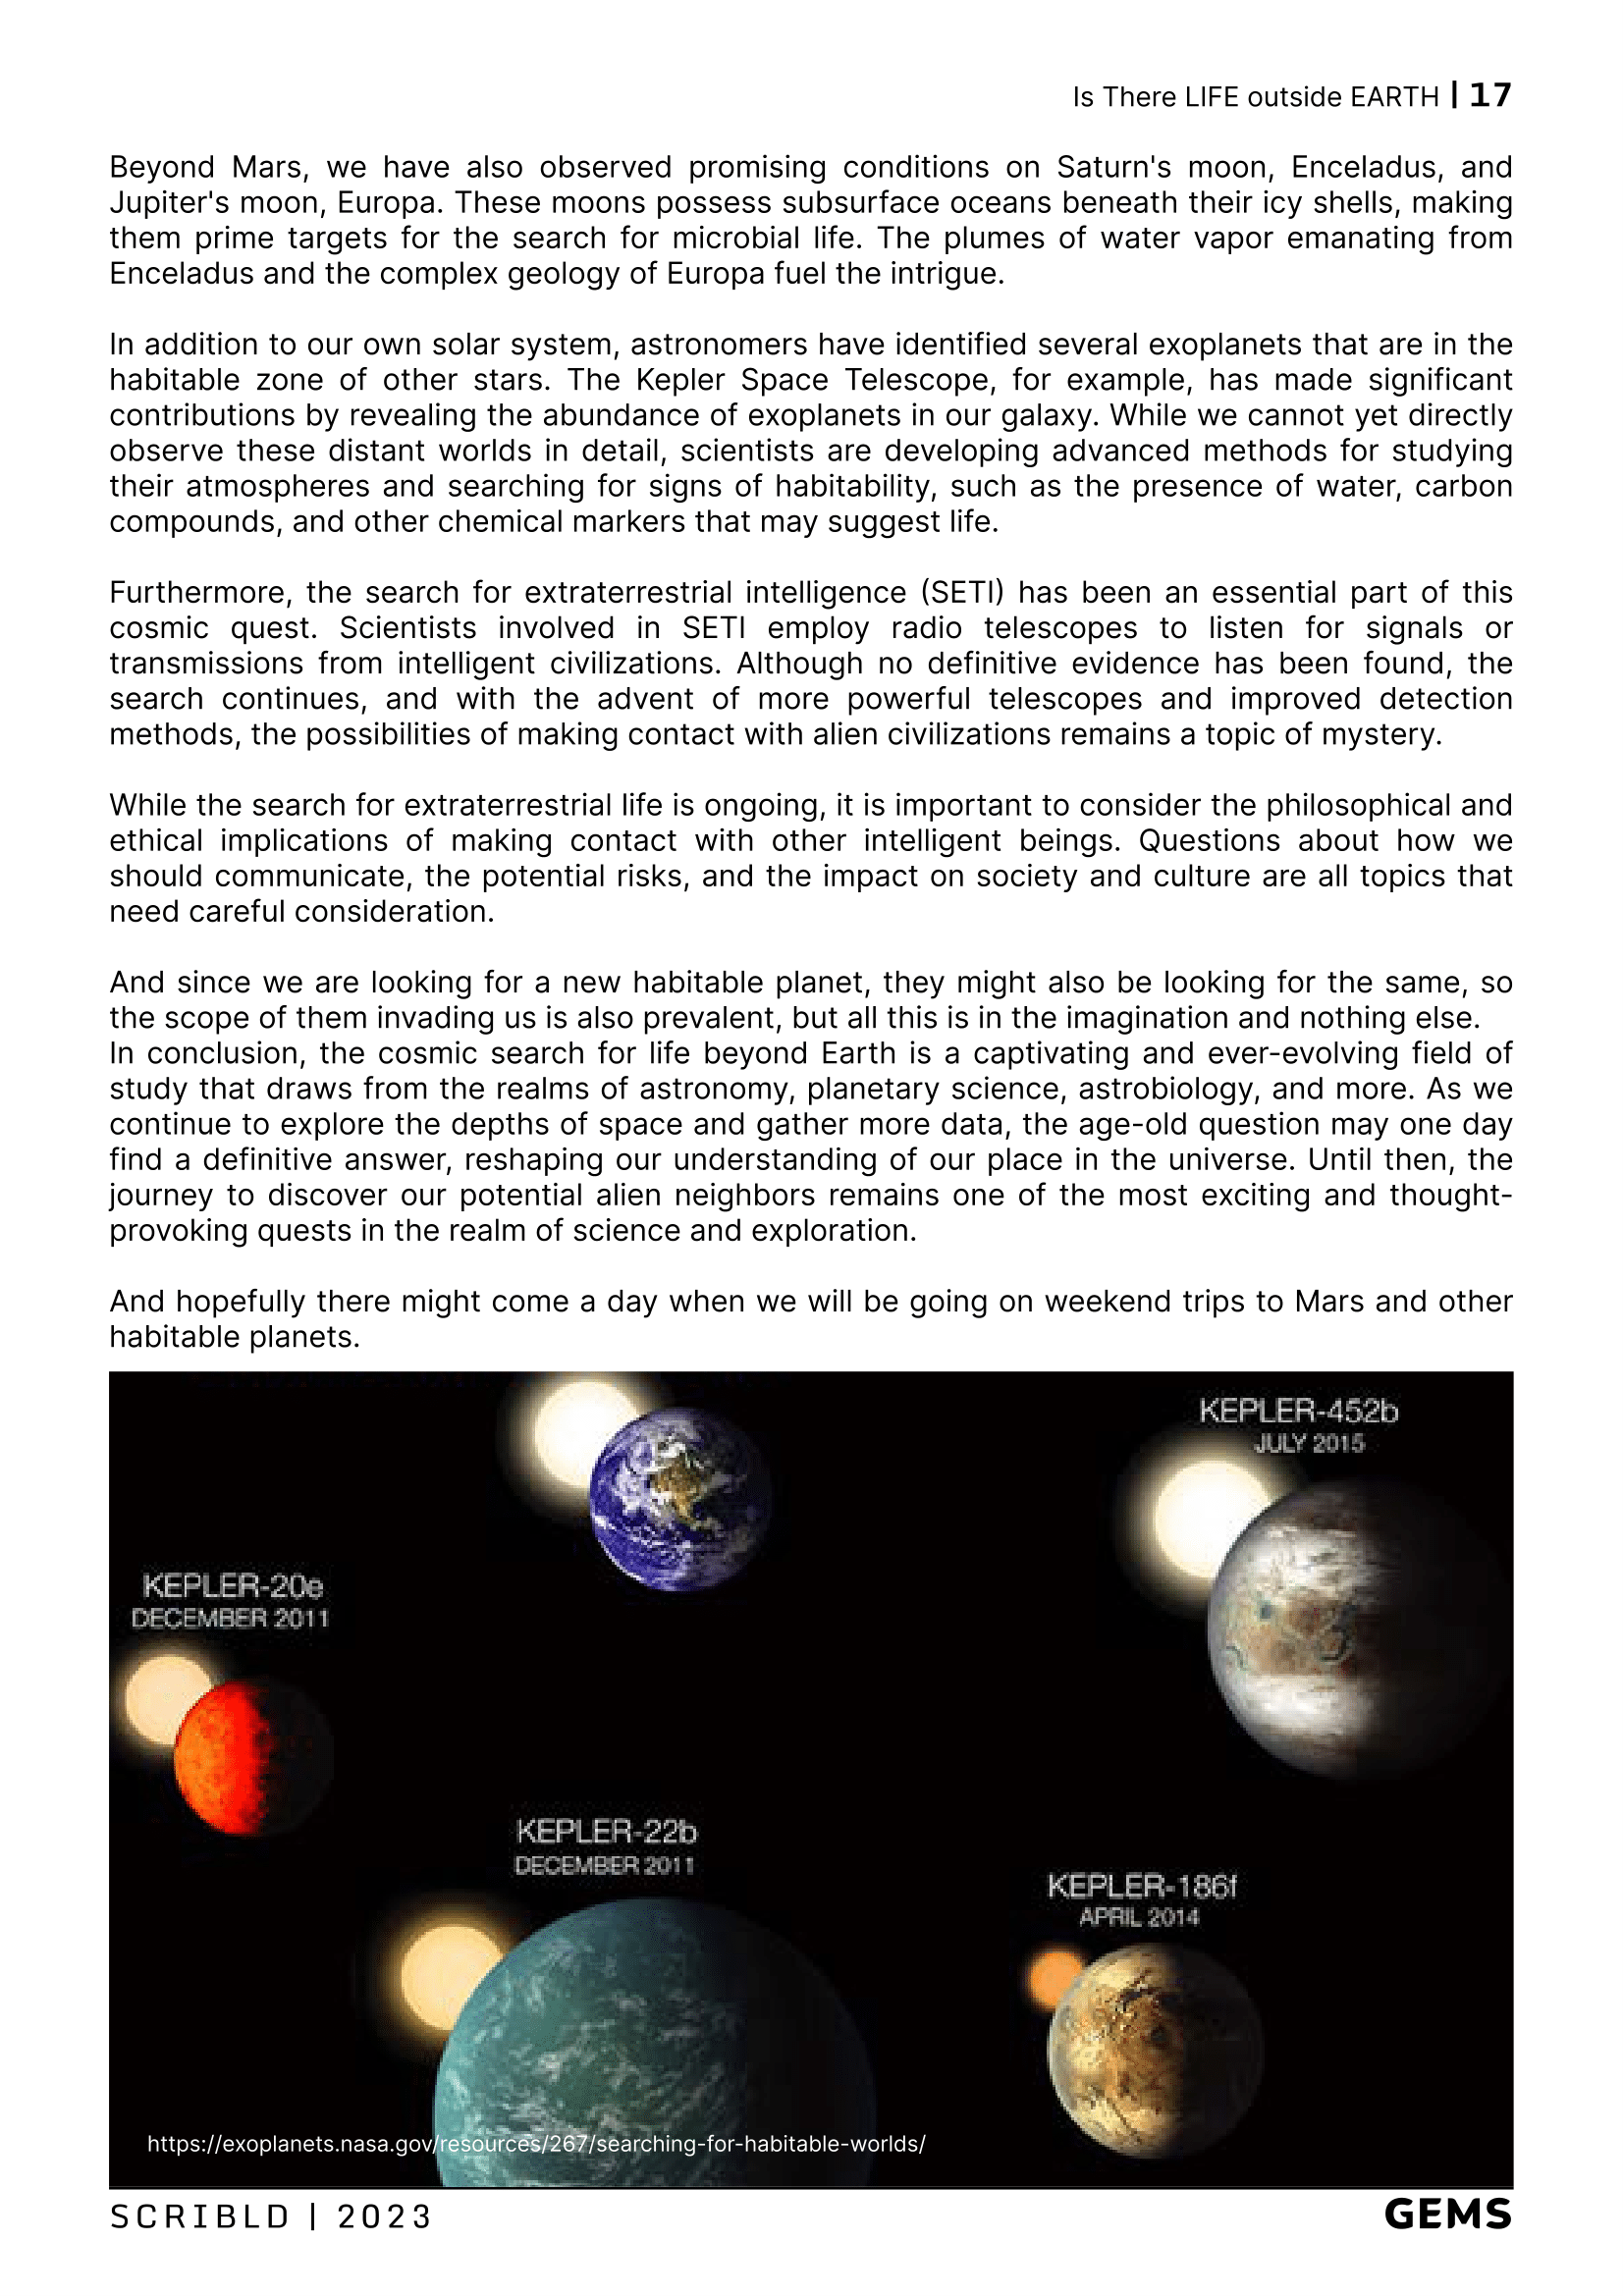 Is There LIFE outside EARTH | 17
Beyond Mars, we have also observed promising conditions on Saturn's moon, Enceladus, and
Jupiter's moon, Europa. These moons possess subsurface oceans beneath their icy shells, making
them prime targets for the search for microbial life. The plumes of water vapor emanating from
Enceladus and the complex geology of Europa fuel the intrigue.
In addition to our own solar system, astronomers have identified several exoplanets that are in the
habitable zone of other stars. The Kepler Space Telescope, for example, has made significant
contributions by revealing the abundance of exoplanets in our galaxy. While we cannot yet directly
observe these distant worlds in detail, scientists are developing advanced methods for studying
their atmospheres and searching for signs of habitability, such as the presence of water, carbon
compounds, and other chemical markers that may suggest life.
Furthermore, the search for extraterrestrial intelligence (SETI) has been an essential part of this
cosmic quest. Scientists involved in SETI employ radio telescopes to listen for signals or
transmissions from intelligent civilizations. Although no definitive evidence has been found, the
search continues, and with the advent of more powerful telescopes and improved detection
methods, the possibilities of making contact with alien civilizations remains a topic of mystery.
While the search for extraterrestrial life is ongoing, it is important to consider the philosophical and
ethical implications of making contact with other intelligent beings. Questions about how we
should communicate, the potential risks, and the impact on society and culture are all topics that
need careful consideration.
And since we are looking for a new habitable planet, they might also be looking for the same, so
the scope of them invading us is also prevalent, but all this is in the imagination and nothing else.
In conclusion, the cosmic search for life beyond Earth is a captivating and ever-evolving field of
study that draws from the realms of astronomy, planetary science, astrobiology, and more. As we
continue to explore the depths of space and gather more data, the age-old question may one day
find a definitive answer, reshaping our understanding of our place in the universe. Until then, the
journey to discover our potential alien neighbors remains one of the most exciting and thought-
provoking quests in the realm of science and exploration.
And hopefully there might come a day when we will be going on weekend trips to Mars and other
habitable planets.
KEPLER-452b
JULY 2015
KEPLER-20e
DECEMBER 2011
KEPLER-22b
DECEMBER 2011
KEPLER-186f
APRIL 2014
https://exoplanets.nasa.gov/resources/267/searching-for-habitable-worlds/
SCRIBLD | 2023
GEMS